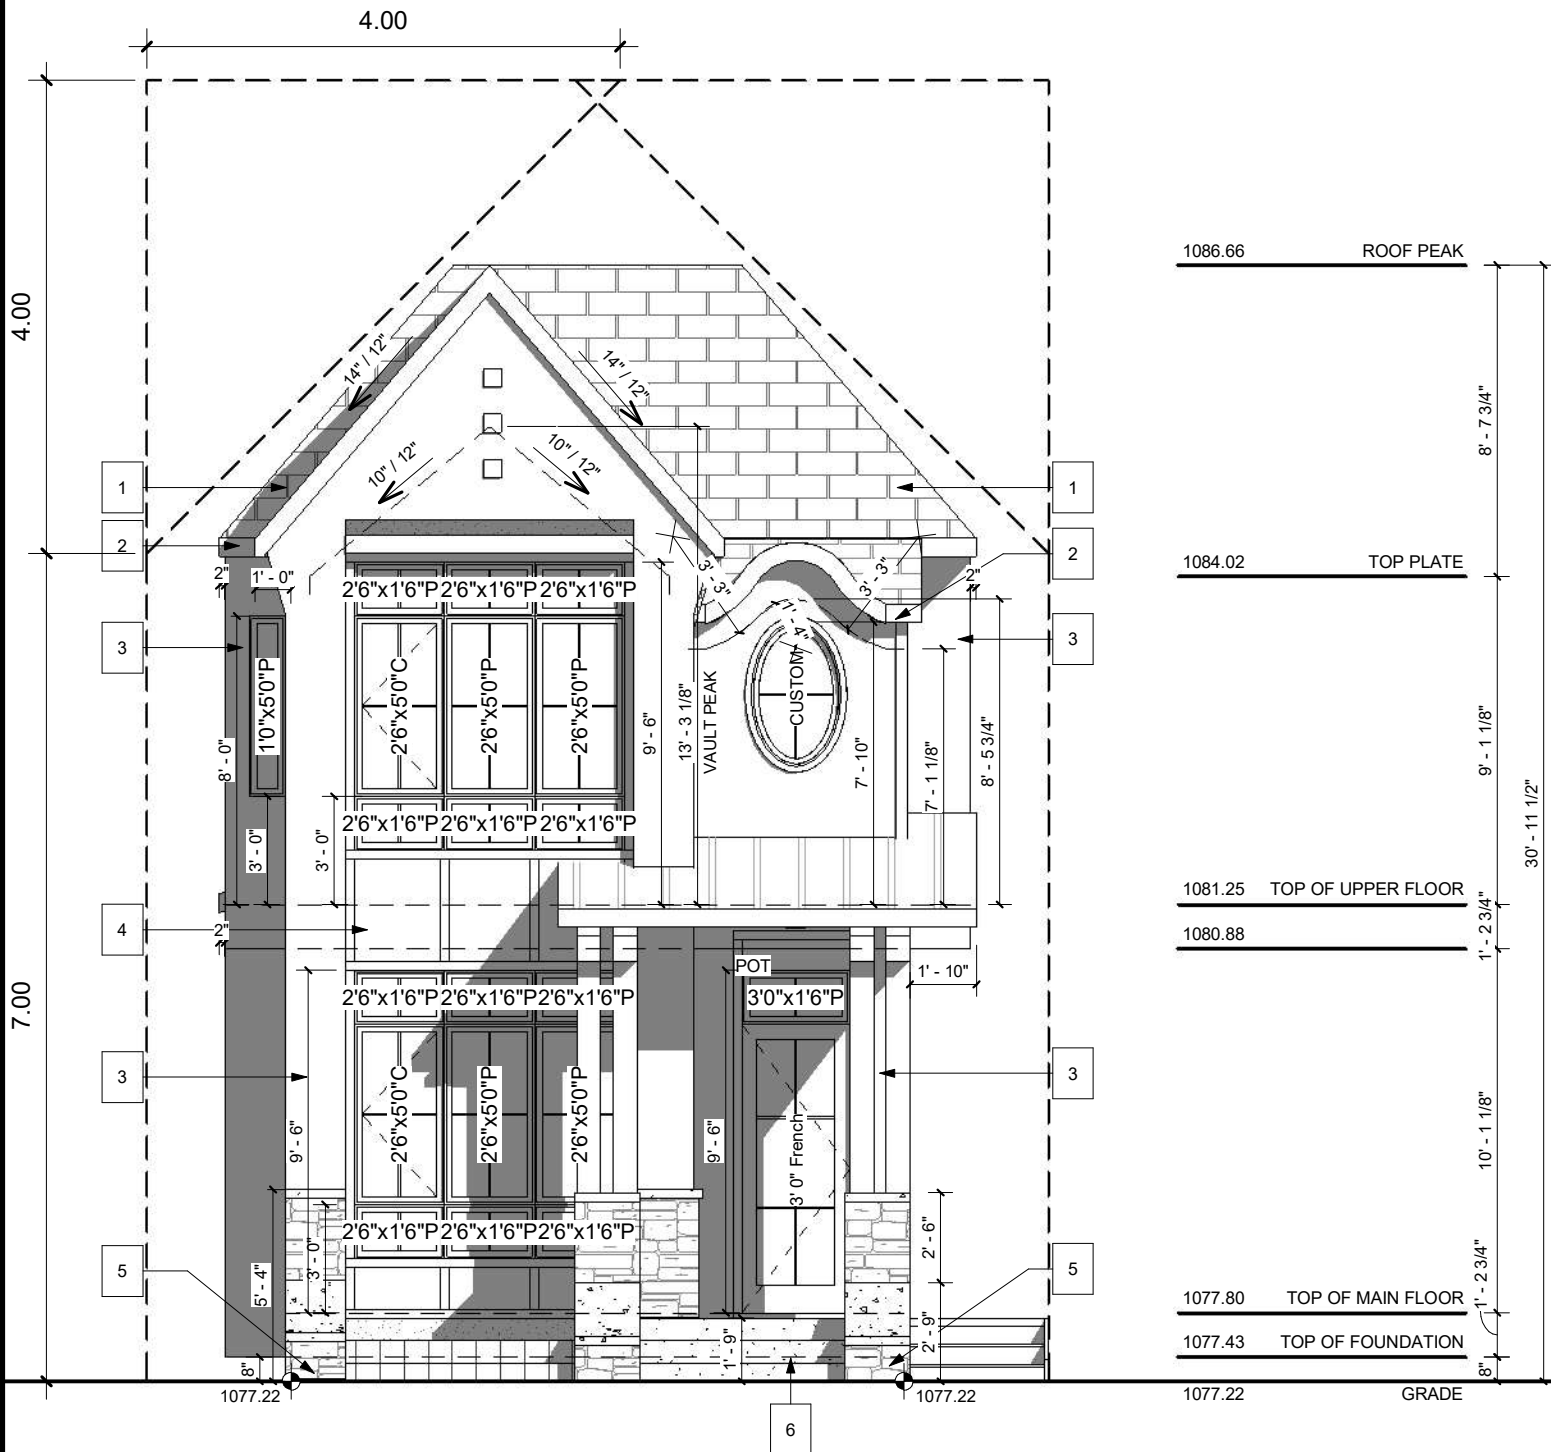 4.00
4.00
7.00
1086.66 ROOF PEAK
14" / 12"
14" / 12"
8' - 7 3/4"
10" / 12"
10" / 12"
1
1
2
2
1084.02 TOP PLATE
2"
1' - 0"
2'6"x1'6"P 2'6"x1'6"P 2'6"x1'6"P
3' - 3"
3' - 3"
2"
1' - 4"
3
3
1'0"x5'0"P
2'6"x5'0"C
2'6"x5'0"P
2'6"x5'0"P
9' - 6"
13' - 3 1/8"
VAULT PEAK
CUSTOM
7' - 10"
7' - 1 1/8"
8' - 5 3/4"
9' - 1 1/8"
8' - 0"
30' - 11 1/2"
2'6"x1'6"P 2'6"x1'6"P 2'6"x1'6"P
3' - 0"
3' - 0"
1081.25 TOP OF UPPER FLOOR
4
2"
1' - 2 3/4"
1080.88
POT
1' - 10"
2'6"x1'6"P 2'6"x1'6"P 2'6"x1'6"P
3'0"x1'6"P
3
3
2'6"x5'0"C
2'6"x5'0"P
2'6"x5'0"P
9' - 6"
9' - 6"
3' 0" French
10' - 1 1/8"
2'6"x1'6"P 2'6"x1'6"P 2'6"x1'6"P
2' - 6"
3' - 0"
5
5
5' - 4"
1' - 2 3/4"
1077.80 TOP OF MAIN FLOOR
2' - 9"
1' - 9"
1077.43 TOP OF FOUNDATION
8"
8"
1077.22
1077.22
1077.22 GRADE
6